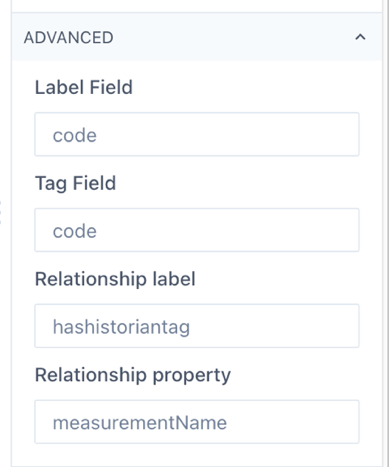 ADVANCED
Label Field
code
Tag Field
code
Relationship label
hashistoriantag
Relationship property
measurementName